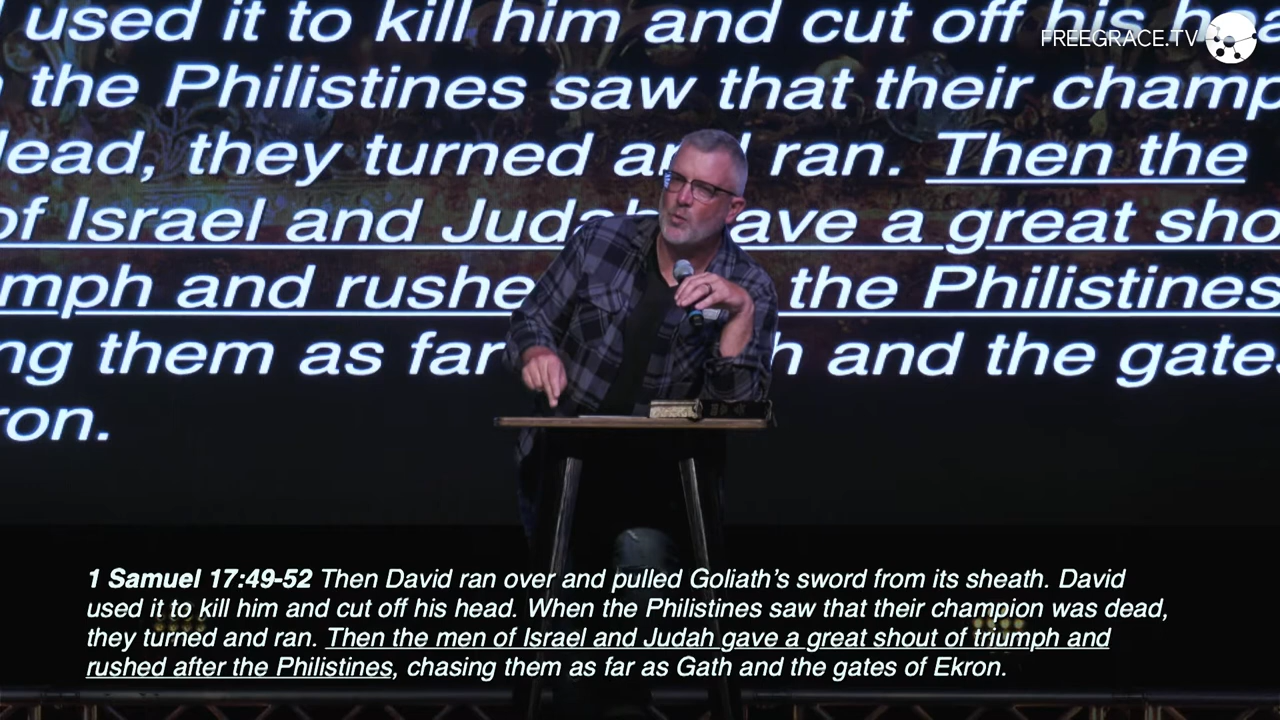 used it to kill him and cut off his hea
FREEGRACE.TV
the Philistines saw that their champ
dead, they turned and ran. Then the
of Israel and Judah gave a great sho
mph and rushe the Philistines
ng them as far h and the gates
ron.
1 Samuel 17:49-52 Then David ran over and pulled Goliath’s sword from its sheath. David
used it to kill him and cut off his head. When the Philistines saw that their champion was dead,
they turned and ran. Then the men of Israel and Judah gave a great shout of triumph and
rushed after the Philistines, chasing them as far as Gath and the gates of Ekron.